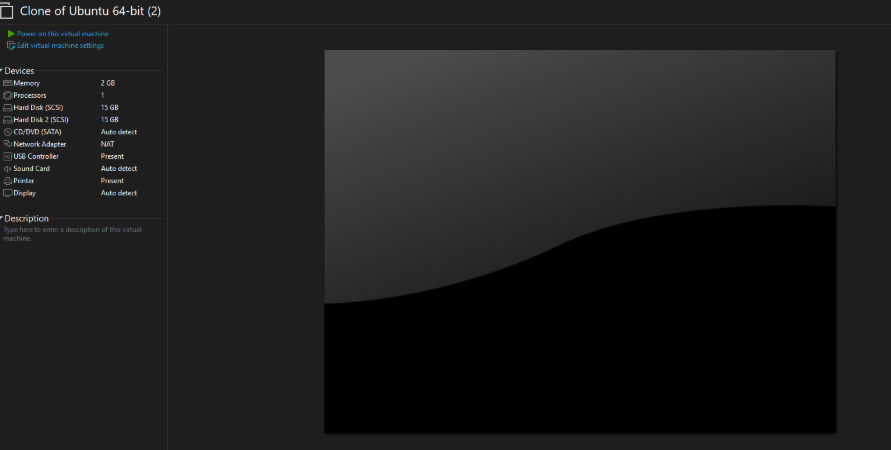 Clone of Ubuntu 64-bit (2)
Power on this virtual machine
Edit virtual machine settings
Devices
Memory 2 GB
Processors 1
Hard Disk (SCSI) 15 GB
Hard Disk 2 (SCSI) 15 GB
CD/DVD (SATA) Auto detect
Network Adapter NAT
USB Controller Present
Sound Card Auto detect
Printer Present
Display Auto detect
Description
Type here to enter a description of this virtual
machine.